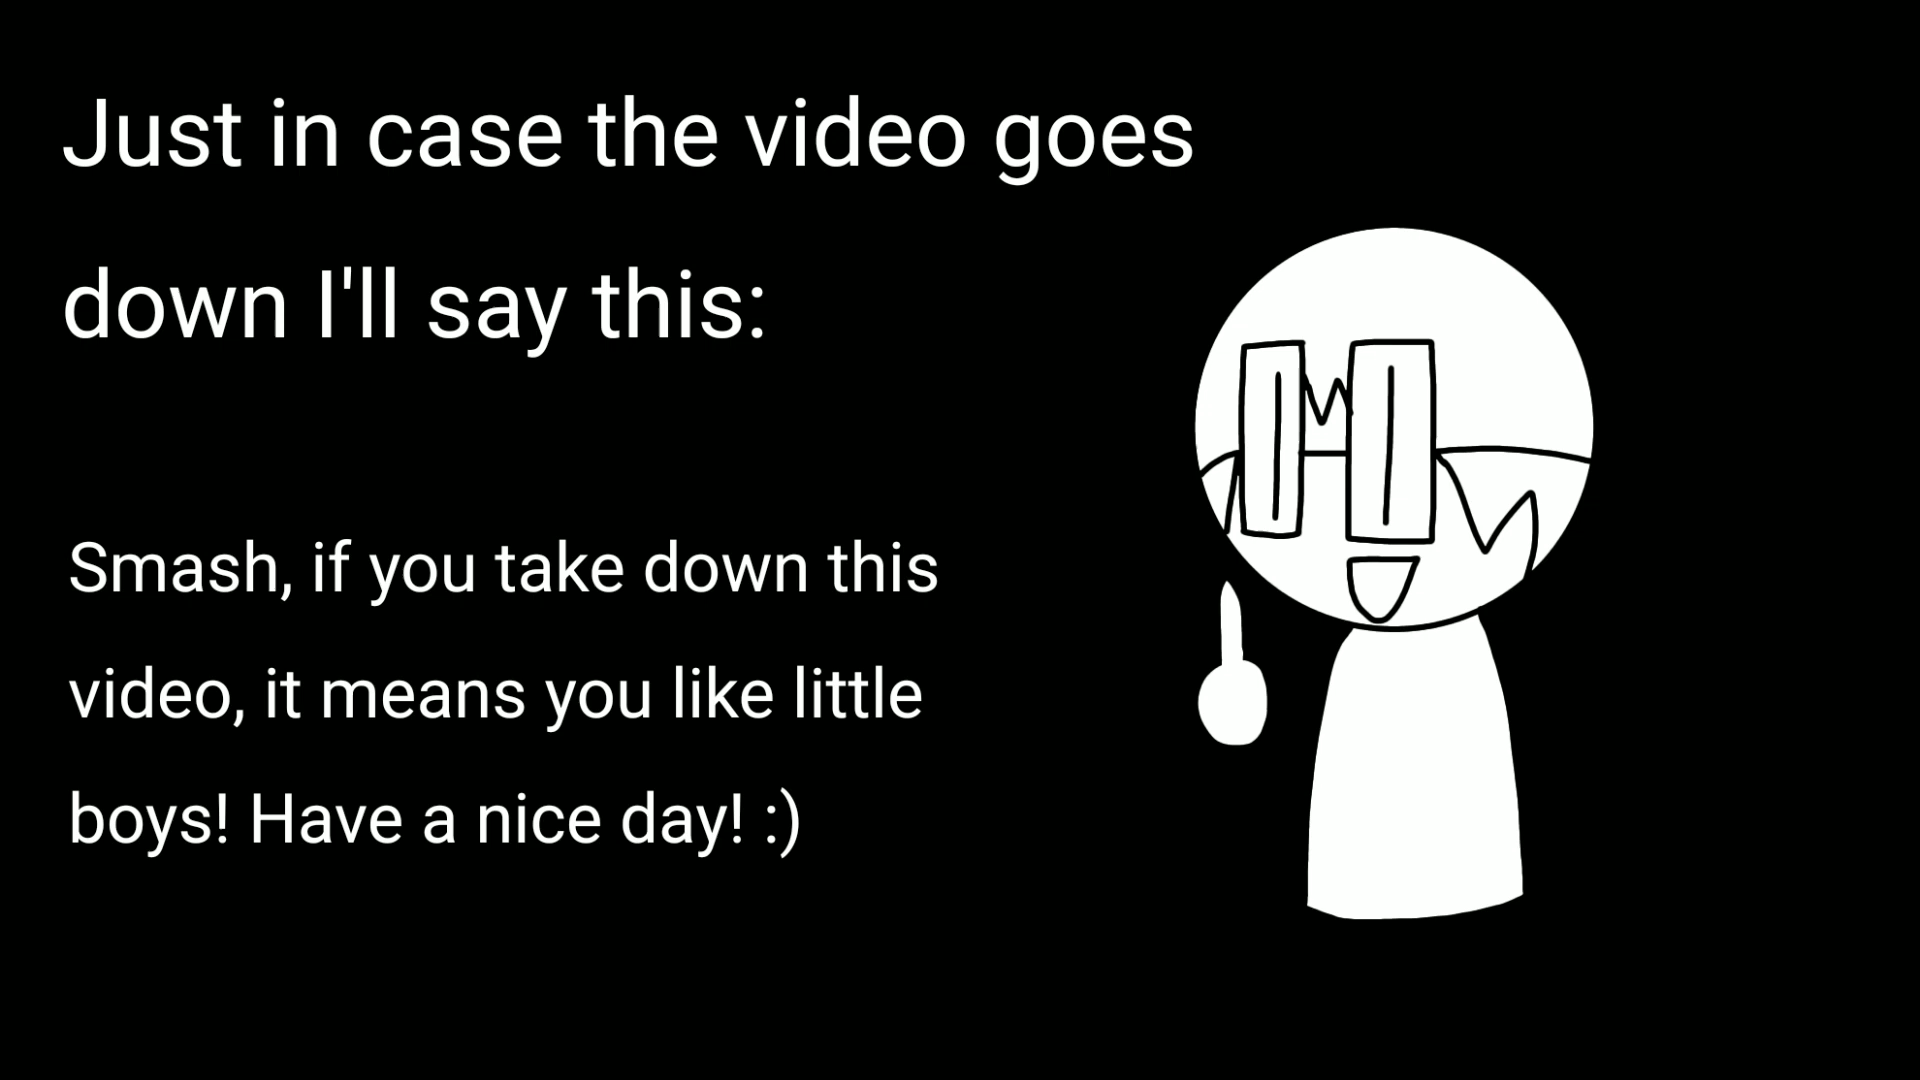 Just in case the video goes
down I'll say this:
Smash, if you take down this
video, it means you like little
boys! Have a nice day! :)